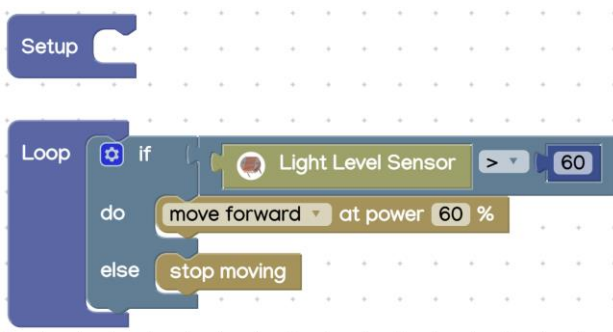 Setup
Loop if Light Level Sensor > 60
do move forward at power 60 %
else stop moving